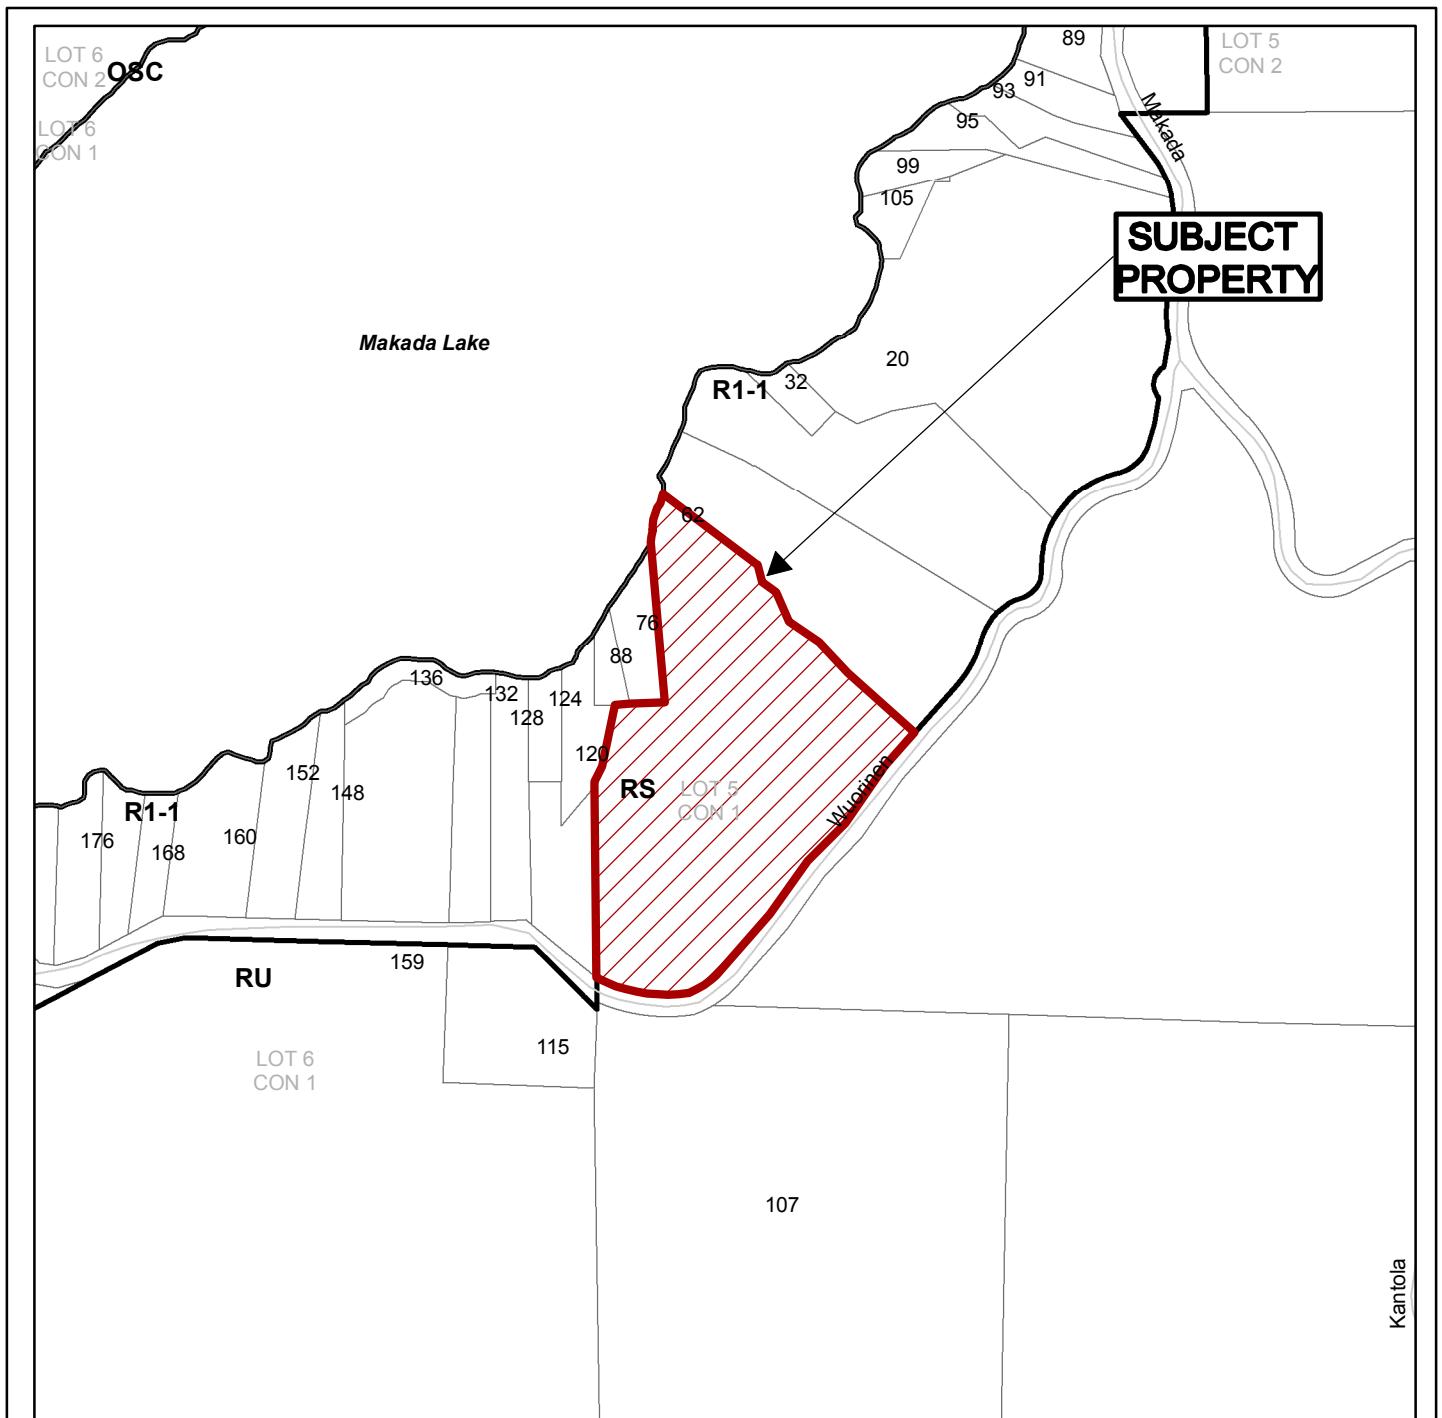 LOT 6
CON 2
OSC
LOT 6
CON 1
89
LOT 5
CON 2
91
93
95
Makada
99
105
SUBJECT
PROPERTY
Makada Lake
20
32
R1-1
62
76
88
136
132
124
128
120
152
148
RS
LOT 5
CON 1
Wuorinen
R1-1
176
168
160
159
RU
115
LOT 6
CON 1
107
Kantola